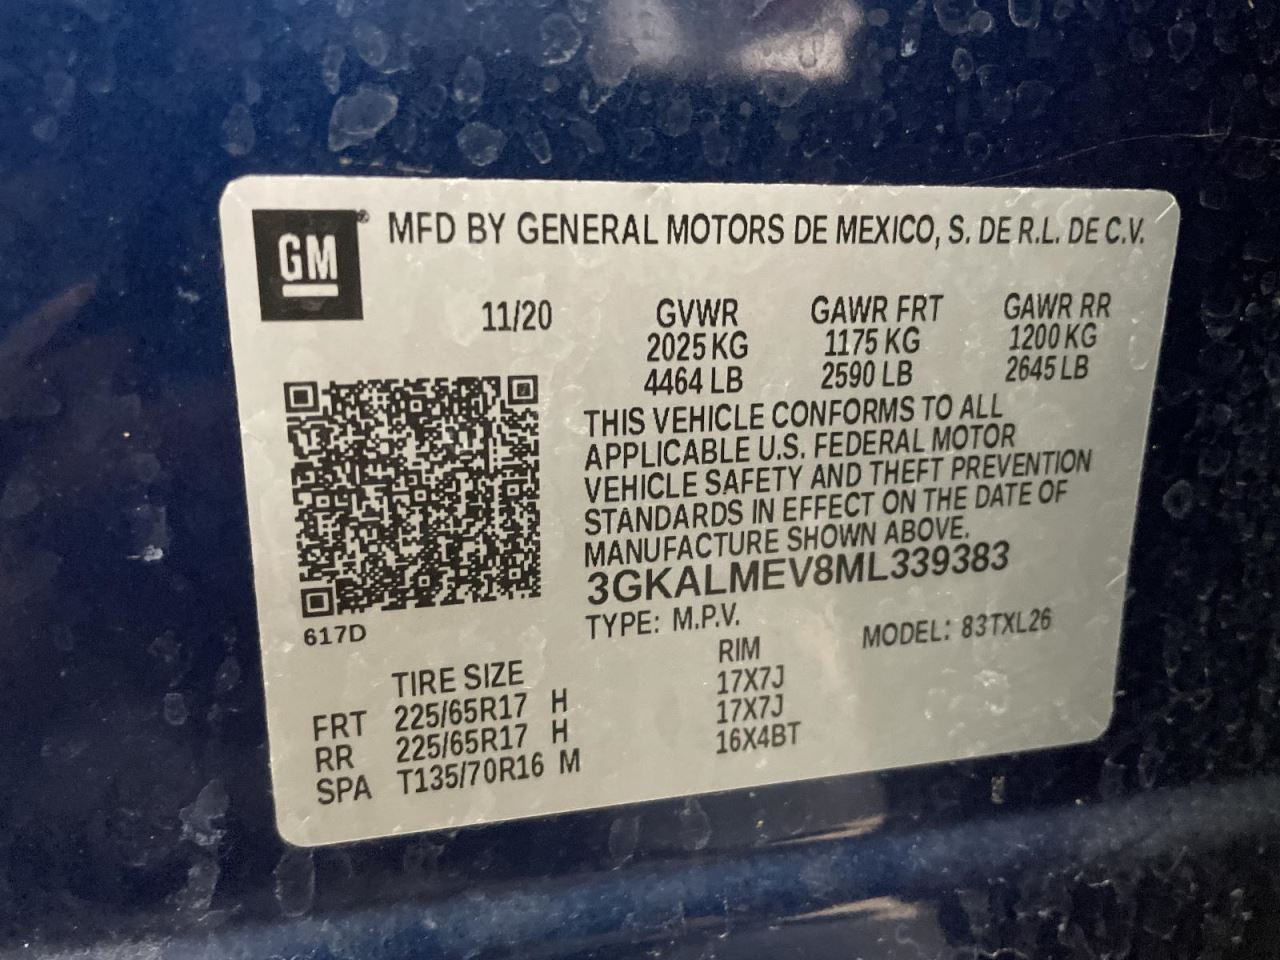 GM® MFD BY GENERAL MOTORS DE MEXICO, S. DE R.L. DE C.V.
11/20 GVWR GAWR FRT GAWR RR
2025 KG 1175 KG 1200 KG
4464 LB 2590 LB 2645 LB
THIS VEHICLE CONFORMS TO ALL
APPLICABLE U.S. FEDERAL MOTOR
VEHICLE SAFETY AND THEFT PREVENTION
STANDARDS IN EFFECT ON THE DATE OF
MANUFACTURE SHOWN ABOVE.
3GKALMEV8ML339383
617D TYPE: M.P.V. MODEL: 83TXL26
TIRE SIZE RIM
FRT 225/65R17 H 17X7J
RR 225/65R17 H 17X7J
SPA T135/70R16 M 16X4BT